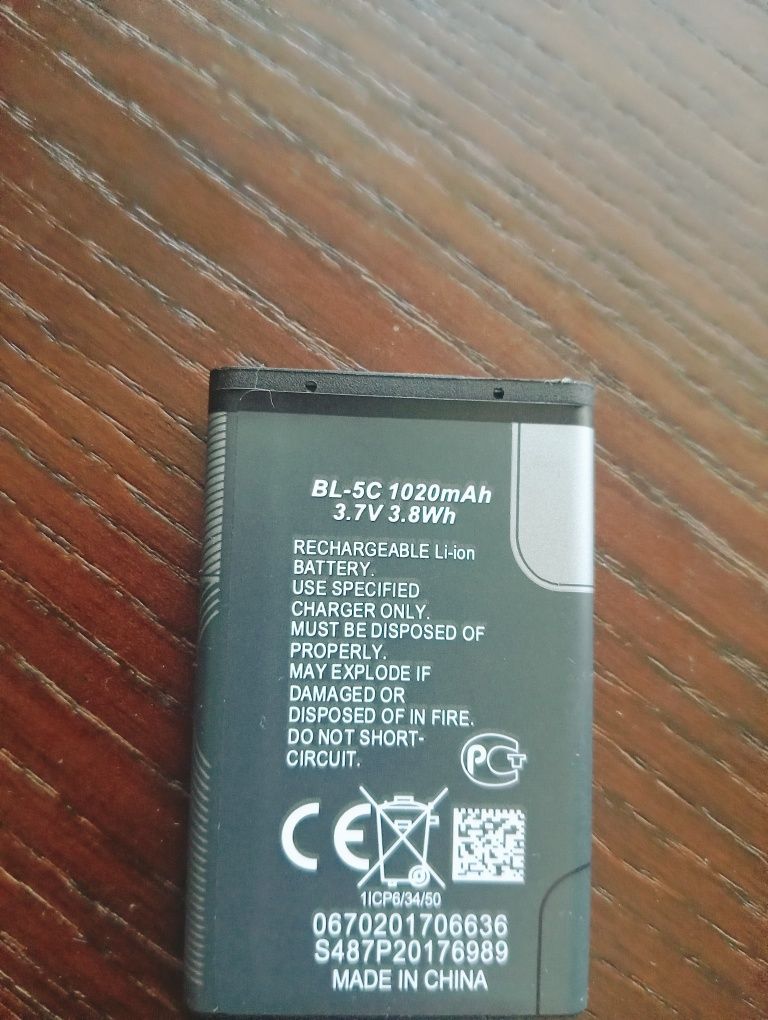 BL-5C 1020mAh
3.7V 3.8Wh
RECHARGEABLE Li-ion
BATTERY.
USE SPECIFIED
CHARGER ONLY.
MUST BE DISPOSED OF
PROPERLY.
MAY EXPLODE IF
DAMAGED OR
DISPOSED OF IN FIRE.
DO NOT SHORT-
CIRCUIT.
PCT
CE
1ICP6/34/50
0670201706636
S487P20176989
MADE IN CHINA